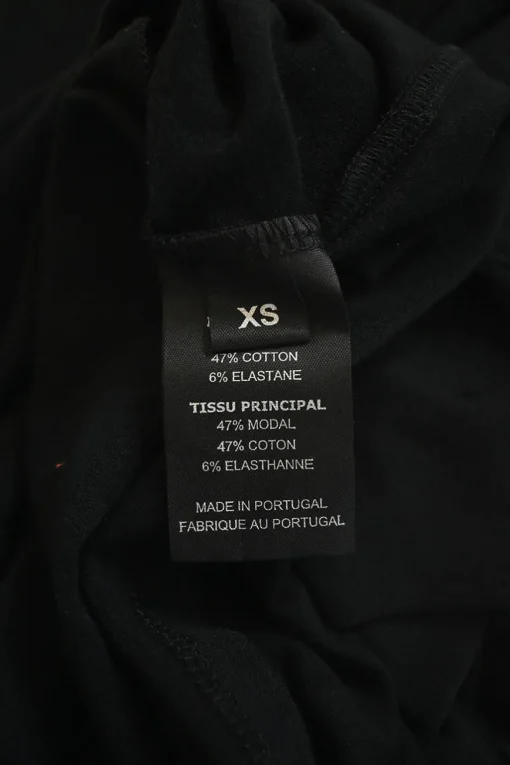 XS
47% COTTON
6% ELASTANE
TISSU PRINCIPAL
47% MODAL
47% COTON
6% ELASTHANNE
MADE IN PORTUGAL
FABRIQUE AU PORTUGAL